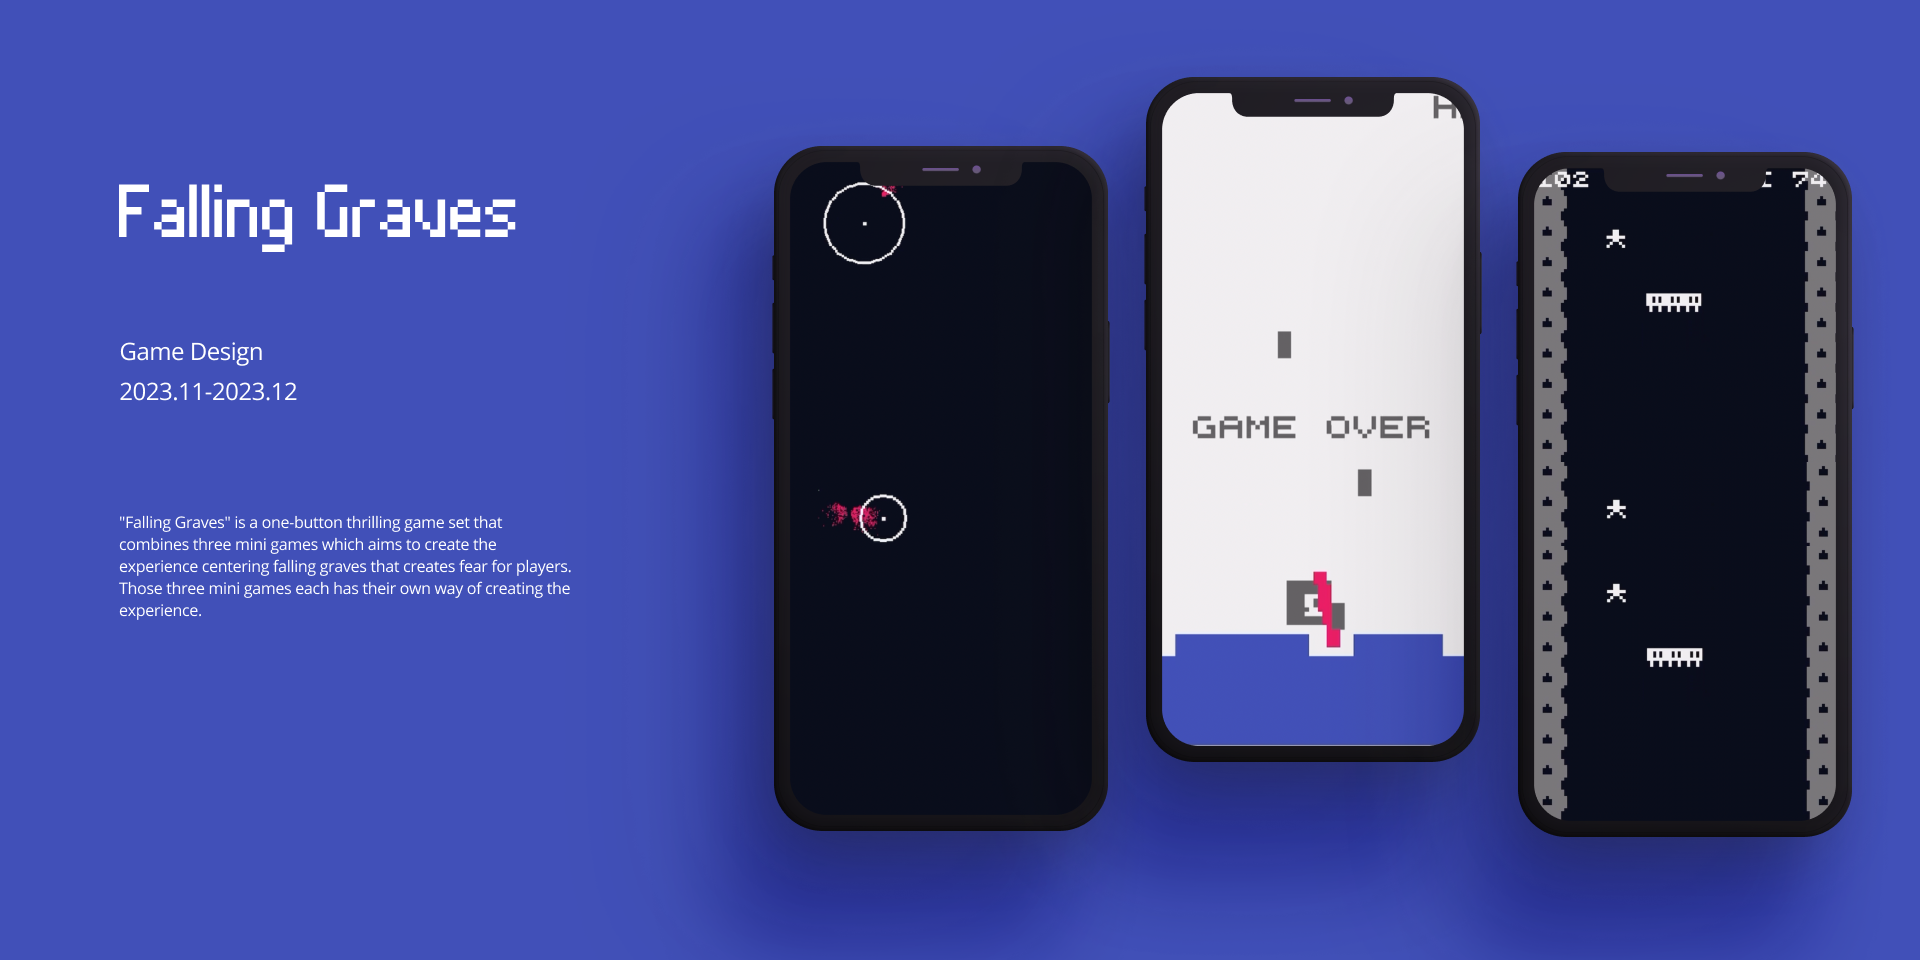 Falling Graves
Game Design
2023.11-2023.12
"Falling Graves" is a one-button thrilling game set that
combines three mini games which aims to create the
experience centering falling graves that creates fear for players.
Those three mini games each has their own way of creating the
experience.
H
GAME OVER
102
74